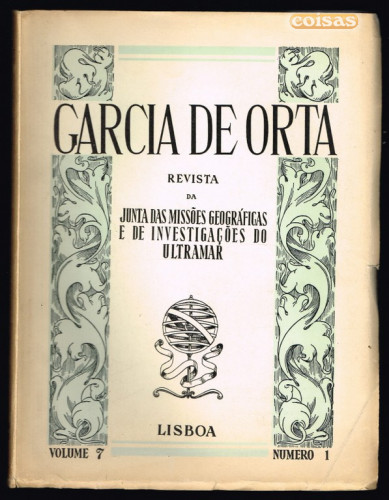 coisas
GARCIA DE ORTA
REVISTA
DA
JUNTA DAS MISSÕES GEOGRÁFICAS
E DE INVESTIGAÇÕES DO
ULTRAMAR
LISBOA
VOLUME 7 NUMERO 1